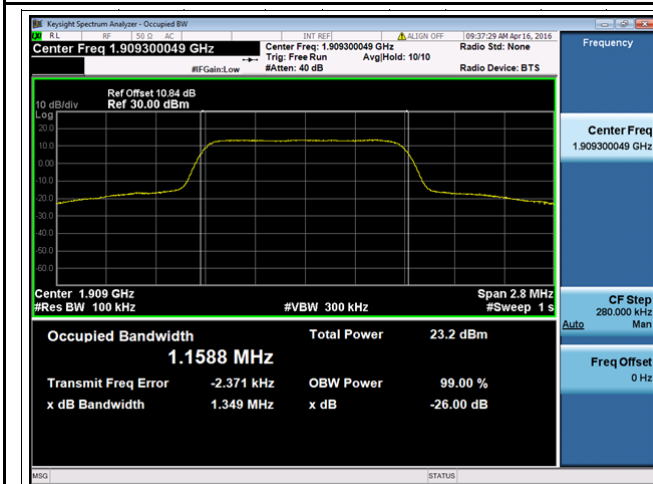 Keysight Spectrum Analyzer - Occupied BW
RL RF 50 Ω AC INT REF ALIGN OFF 09:37:29 AM Apr 16, 2016
Center Freq 1.909300049 GHz
Center Freq: 1.909300049 GHz
Radio Std: None
Trig: Free Run Avg|Hold: 10/10
#IFGain:Low
#Atten: 40 dB
Radio Device: BTS
Frequency
Ref Offset 10.84 dB
10 dB/div Ref 30.00 dBm
Log
20.0
10.0
0.00
-10.0
-20.0
-30.0
-40.0
-50.0
-60.0
Center Freq
1.909300049 GHz
Center 1.909 GHz Span 2.8 MHz
#Res BW 100 kHz #VBW 300 kHz #Sweep 1 s
CF Step
280.000 kHz
Auto Man
Occupied Bandwidth Total Power 23.2 dBm
1.1588 MHz
Transmit Freq Error -2.371 kHz OBW Power 99.00 %
x dB Bandwidth 1.349 MHz x dB -26.00 dB
Freq Offset
0 Hz
MSG STATUS